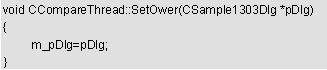 void CCompareThread::SetOwer(CSample1303Dlg *pDlg)
{
m_pDlg=pDlg;
}